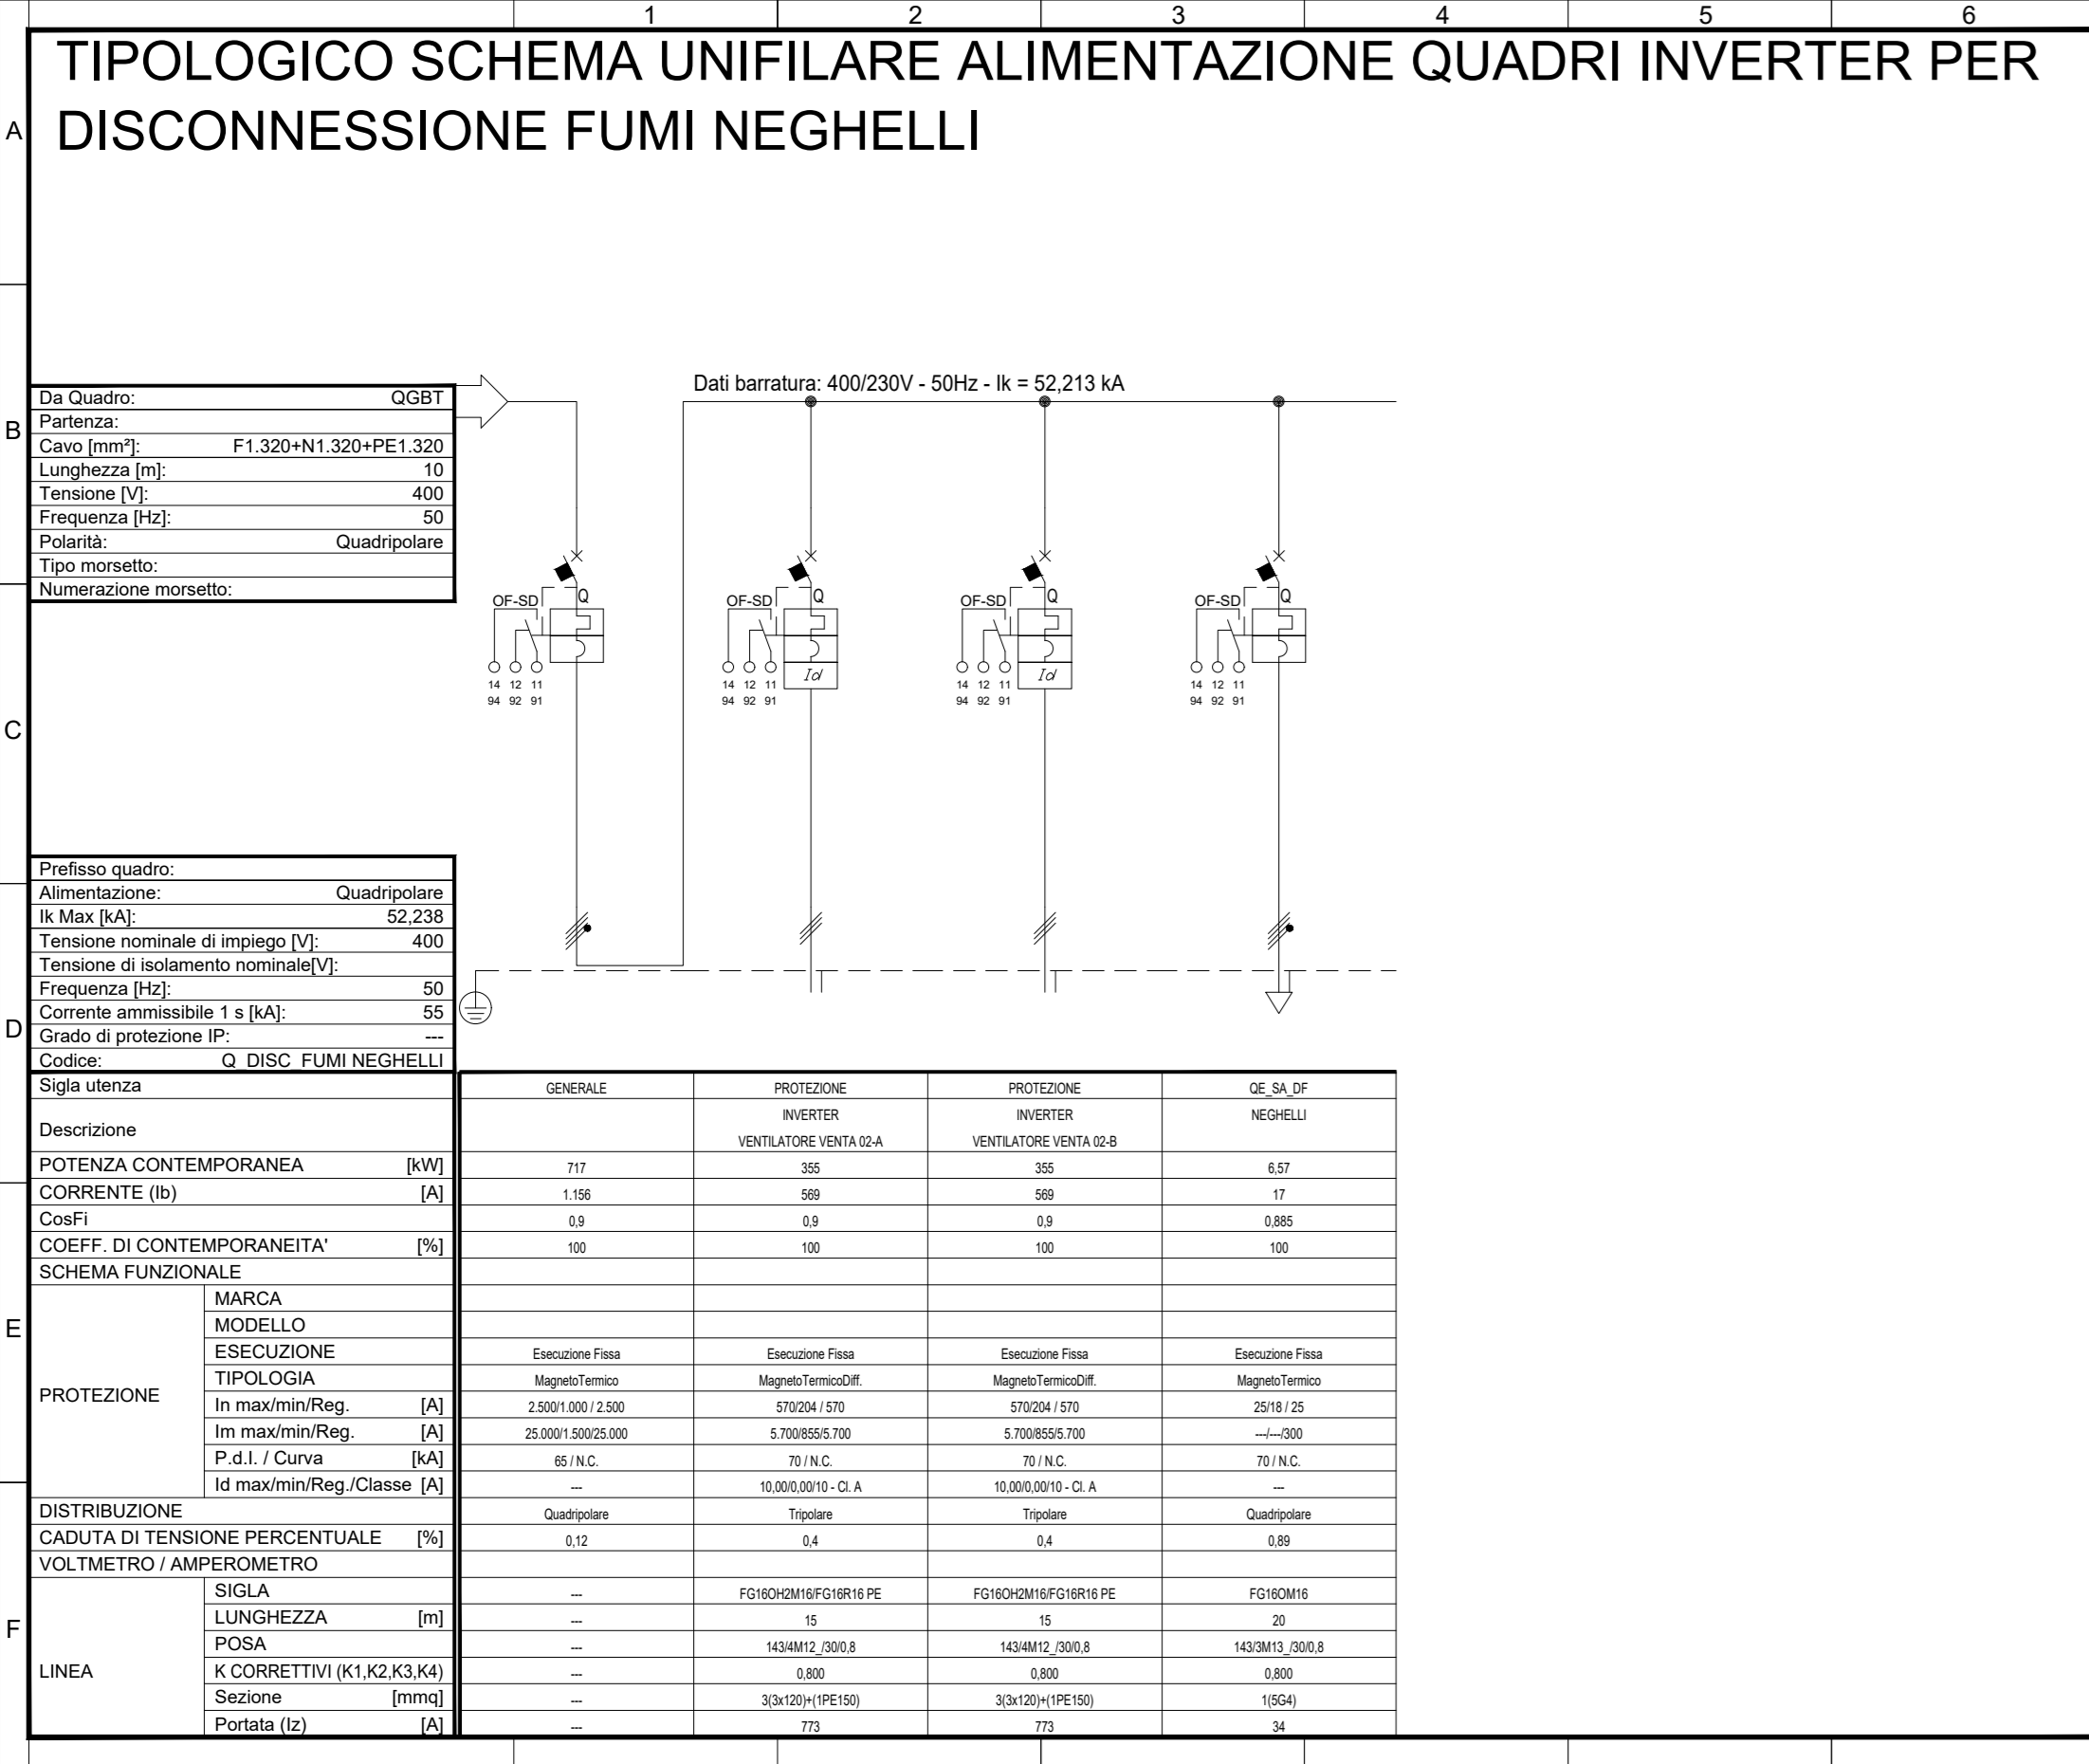 1 2 3 4 5 6
TIPOLOGICO SCHEMA UNIFILARE ALIMENTAZIONE QUADRI INVERTER PER
DISCONNESSIONE FUMI NEGHELLI
A
B
C
D
E
F
Dati barratura: 400/230V - 50Hz - Ik = 52,213 kA
Da Quadro: QGBT
Partenza:
Cavo [mm²]: F1.320+N1.320+PE1.320
Lunghezza [m]: 10
Tensione [V]: 400
Frequenza [Hz]: 50
Polarità: Quadripolare
Tipo morsetto:
Numerazione morsetto:
OF-SD Q OF-SD Q OF-SD Q OF-SD Q
Id Id
14 12 11 14 12 11 14 12 11 14 12 11
94 92 91 94 92 91 94 92 91 94 92 91
Prefisso quadro:
Alimentazione: Quadripolare
Ik Max [kA]: 52,238
Tensione nominale di impiego [V]: 400
Tensione di isolamento nominale[V]:
Frequenza [Hz]: 50
Corrente ammissibile 1 s [kA]: 55
Grado di protezione IP: ---
Codice: Q_DISC_FUMI NEGHELLI
Sigla utenza GENERALE PROTEZIONE PROTEZIONE QE_SA_DF
Descrizione
INVERTER INVERTER NEGHELLI
VENTILATORE VENTA 02-A VENTILATORE VENTA 02-B
POTENZA CONTEMPORANEA [kW] 717 355 355 6,57
CORRENTE (Ib) [A] 1.156 569 569 17
CosFi 0,9 0,9 0,9 0,885
COEFF. DI CONTEMPORANEITA' [%] 100 100 100 100
SCHEMA FUNZIONALE
PROTEZIONE
MARCA
MODELLO
ESECUZIONE Esecuzione Fissa Esecuzione Fissa Esecuzione Fissa Esecuzione Fissa
TIPOLOGIA MagnetoTermico MagnetoTermicoDiff. MagnetoTermicoDiff. MagnetoTermico
In max/min/Reg. [A] 2.500/1.000 / 2.500 570/204 / 570 570/204 / 570 25/18 / 25
Im max/min/Reg. [A] 25.000/1.500/25.000 5.700/855/5.700 5.700/855/5.700 ---/---/300
P.d.I. / Curva [kA] 65 / N.C. 70 / N.C. 70 / N.C. 70 / N.C.
Id max/min/Reg./Classe [A] --- 10,00/0,00/10 - Cl. A 10,00/0,00/10 - Cl. A ---
DISTRIBUZIONE Quadripolare Tripolare Tripolare Quadripolare
CADUTA DI TENSIONE PERCENTUALE [%] 0,12 0,4 0,4 0,89
VOLTMETRO / AMPEROMETRO
LINEA
SIGLA --- FG16OH2M16/FG16R16 PE FG16OH2M16/FG16R16 PE FG16OM16
LUNGHEZZA [m] --- 15 15 20
POSA --- 143/4M12_/30/0,8 143/4M12_/30/0,8 143/3M13_/30/0,8
K CORRETTIVI (K1,K2,K3,K4) --- 0,800 0,800 0,800
Sezione [mmq] --- 3(3x120)+(1PE150) 3(3x120)+(1PE150) 1(5G4)
Portata (Iz) [A] --- 773 773 34